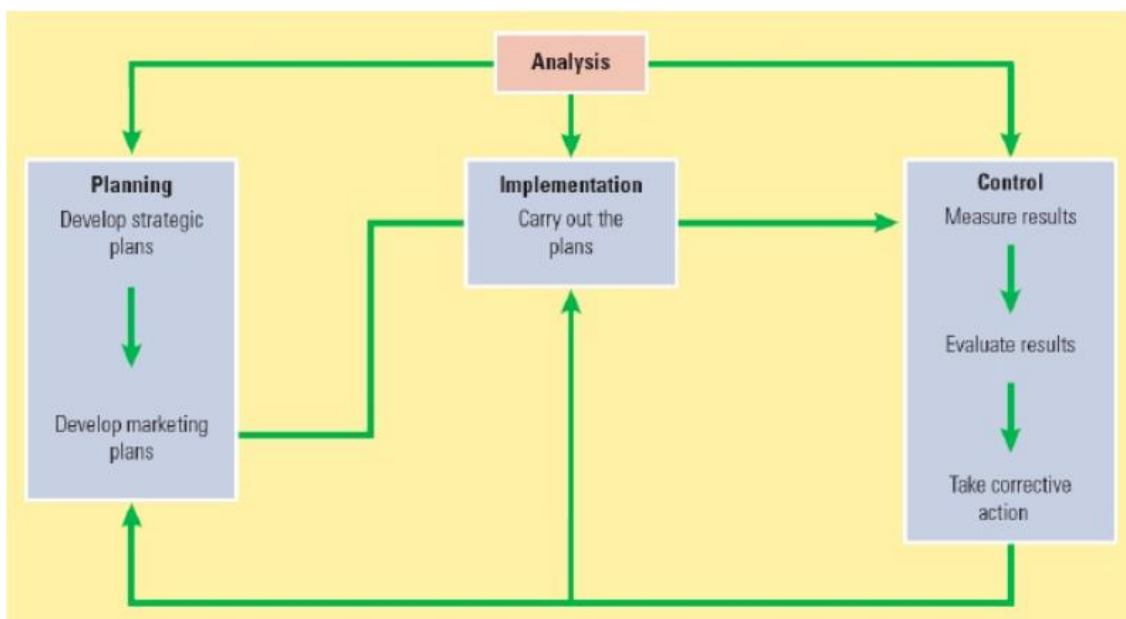 Analysis
Planning
Develop strategic
plans
Develop marketing
plans
Implementation
Carry out the
plans
Control
Measure results
Evaluate results
Take corrective
action